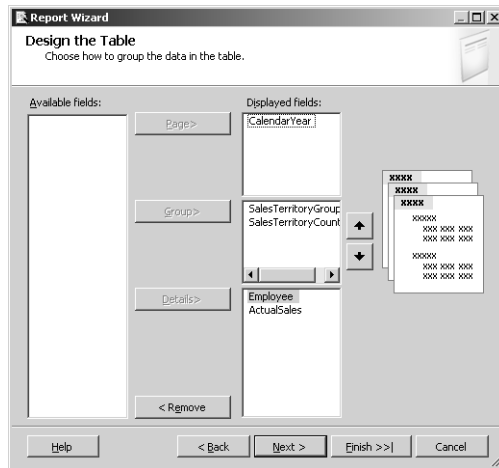 Report Wizard
Design the Table
Choose how to group the data in the table.
Available fields:
Displayed fields:
Page>
CalendarYear
Group>
SalesTerritoryGroup
SalesTerritoryCount
Details>
Employee
ActualSales
< Remove
xxxx
xxxx
xxxx
xxxxx
xxx xxx xxx
xxx xxx xxx
xxxxx
xxx xxx xxx
xxx xxx xxx
Help
< Back
Next >
Finish >>|
Cancel